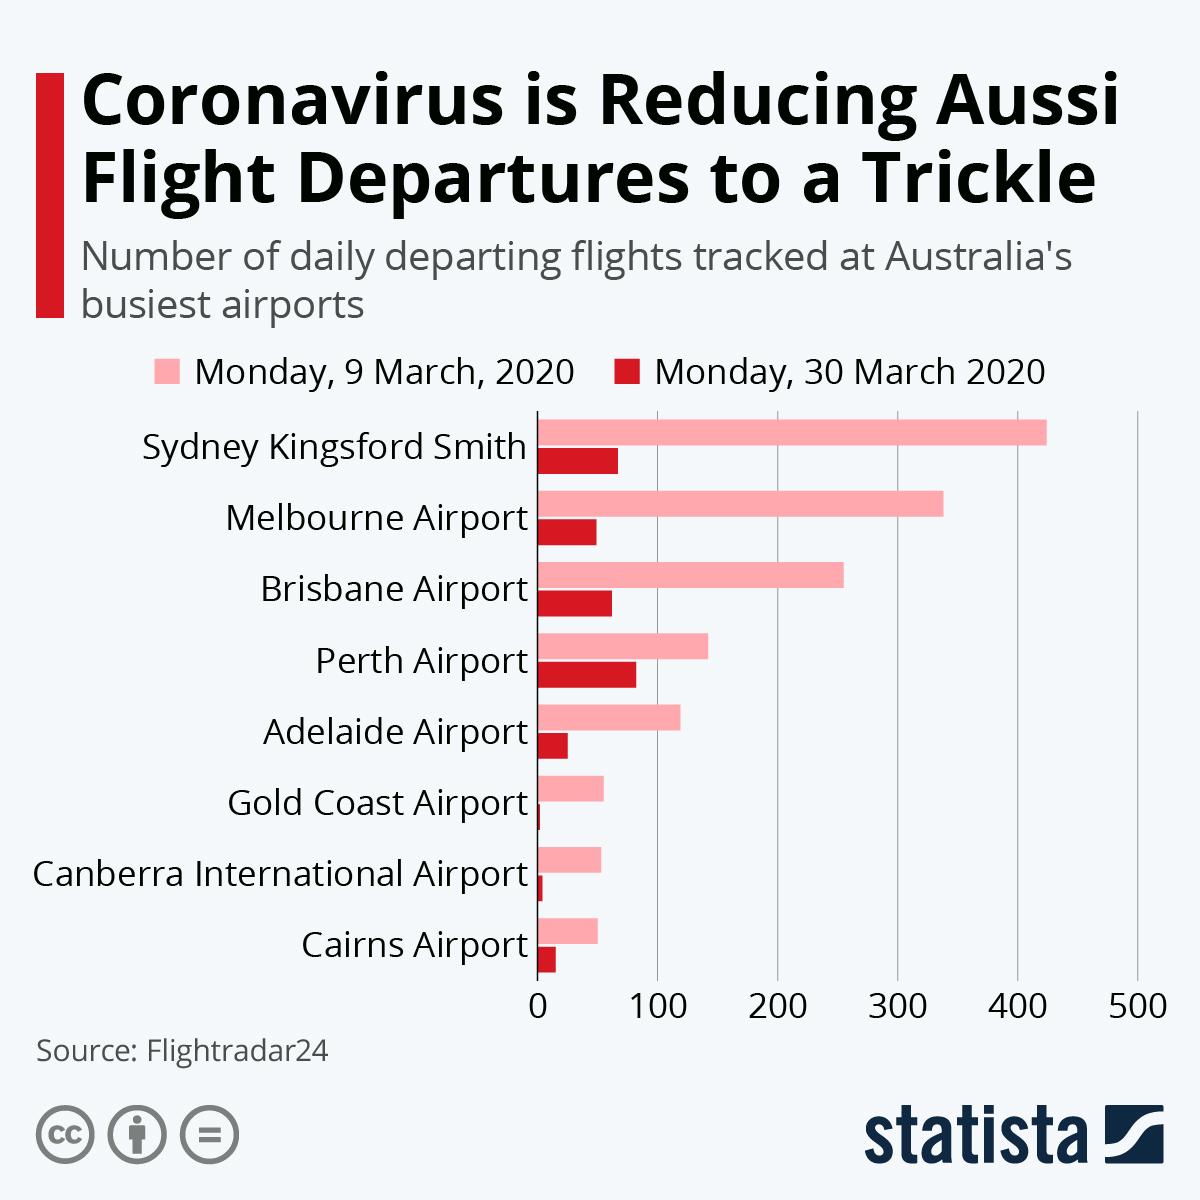 Coronavirus is Reducing Aussi
Flight Departures to a Trickle
Number of daily departing flights tracked at Australia's
busiest airports
Monday, 9 March, 2020 Monday, 30 March 2020
Sydney Kingsford Smith
Melbourne Airport
Brisbane Airport
Perth Airport
Adelaide Airport
Gold Coast Airport
Canberra International Airport
Cairns Airport
0 100 200 300 400 500
Source: Flightradar24
cc =
statista